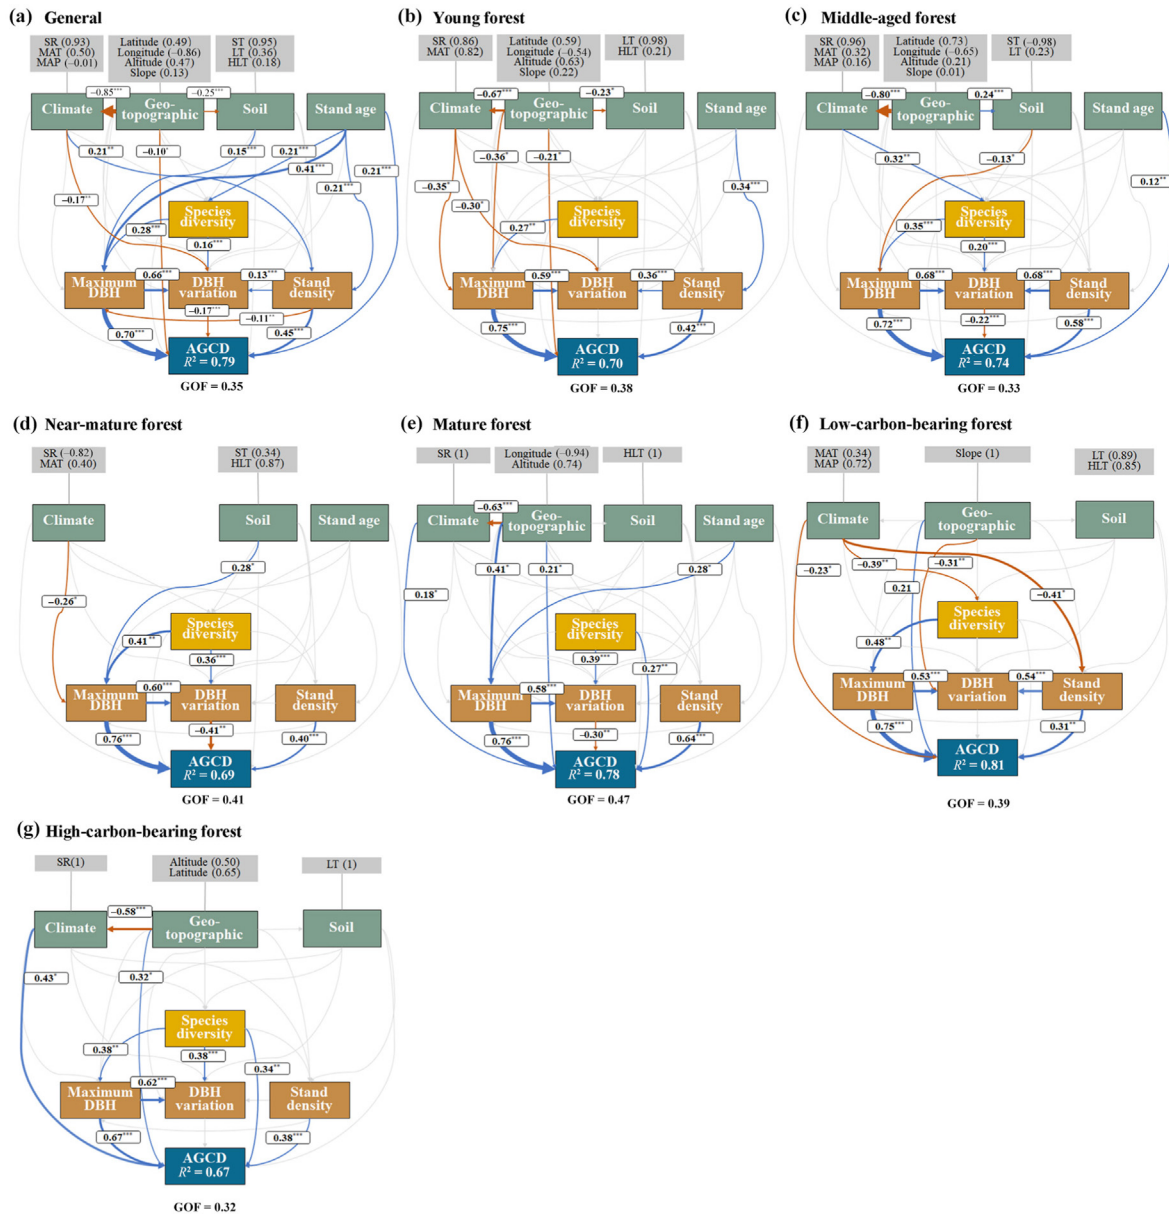 (a) General
SR (0.93)
MAT (0.50)
MAP (−0.01)
Latitude (0.49)
Longitude (−0.86)
Altitude (0.47)
Slope (0.13)
ST (0.95)
LT (0.36)
HLT (0.18)
−0.85***
−0.25***
Climate
Geo-
topographic
Soil
Stand age
0.21**
−0.10*
0.15***
0.21***
0.41***
0.21***
0.21***
−0.17**
Species
diversity
0.28***
0.16***
0.66***
0.13***
Maximum
DBH
DBH
variation
Stand
density
−0.17***
−0.11**
0.70***
0.45***
AGCD
R² = 0.79
GOF = 0.35
(b) Young forest
SR (0.86)
MAT (0.82)
Latitude (0.59)
Longitude (−0.54)
Altitude (0.63)
Slope (0.22)
LT (0.98)
HLT (0.21)
−0.67***
−0.23*
Climate
Geo-
topographic
Soil
Stand age
−0.36*
−0.21*
−0.35*
−0.30*
0.34***
Species
diversity
0.27**
0.59***
0.36***
Maximum
DBH
DBH
variation
Stand
density
0.75***
0.42***
AGCD
R² = 0.70
GOF = 0.38
(c) Middle-aged forest
SR (0.96)
MAT (0.32)
MAP (0.16)
Latitude (0.73)
Longitude (−0.65)
Altitude (0.21)
Slope (0.01)
ST (−0.98)
LT (0.23)
−0.80***
0.24***
Climate
Geo-
topographic
Soil
Stand age
0.32**
−0.13*
0.12**
Species
diversity
0.35***
0.20***
0.68***
0.68***
Maximum
DBH
DBH
variation
Stand
density
0.72***
−0.22***
0.58***
AGCD
R² = 0.74
GOF = 0.33
(d) Near-mature forest
SR (−0.82)
MAT (0.40)
ST (0.34)
HLT (0.87)
Climate
Soil
Stand age
0.28*
−0.26*
Species
diversity
0.41**
0.36***
0.60***
Maximum
DBH
DBH
variation
Stand
density
−0.41**
0.76***
0.40***
AGCD
R² = 0.69
GOF = 0.41
(e) Mature forest
SR (1)
Longitude (−0.94)
Altitude (0.74)
HLT (1)
−0.63***
Climate
Geo-
topographic
Soil
Stand age
0.41*
0.21*
0.28*
0.18*
Species
diversity
0.39***
0.27**
0.58***
Maximum
DBH
DBH
variation
Stand
density
−0.30**
0.76***
0.64***
AGCD
R² = 0.78
GOF = 0.47
(f) Low-carbon-bearing forest
MAT (0.34)
MAP (0.72)
Slope (1)
LT (0.89)
HLT (0.85)
Climate
Geo-
topographic
Soil
−0.23*
−0.39**
−0.31**
0.21
−0.41*
Species
diversity
0.48**
0.53***
0.54***
Maximum
DBH
DBH
variation
Stand
density
0.75***
0.31**
AGCD
R² = 0.81
GOF = 0.39
(g) High-carbon-bearing forest
SR(1)
Altitude (0.50)
Latitude (0.65)
LT (1)
−0.58***
Climate
Geo-
topographic
Soil
0.43*
0.32*
Species
diversity
0.38**
0.38***
0.34**
0.62***
Maximum
DBH
DBH
variation
Stand
density
0.67***
0.38***
AGCD
R² = 0.67
GOF = 0.32